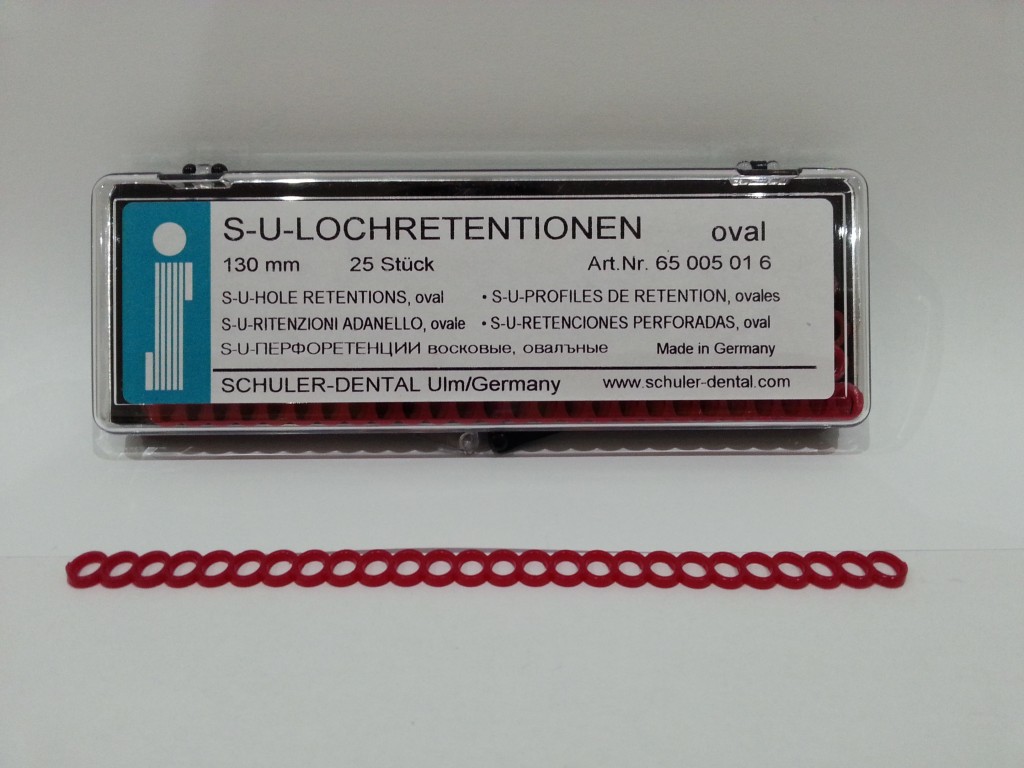 S-U-LOCHRETENTIONEN oval
130 mm 25 Stück Art.Nr. 65 005 01 6
S-U-HOLE RETENTIONS, oval • S-U-PROFILES DE RETENTION, ovales
S-U-RITENZIONI ADANELLO, ovale • S-U-RETENCIONES PERFORADAS, oval
S-U-ПЕРФОРЕТЕНЦИИ восковые, овалъные Made in Germany
SCHULER-DENTAL Ulm/Germany www.schuler-dental.com